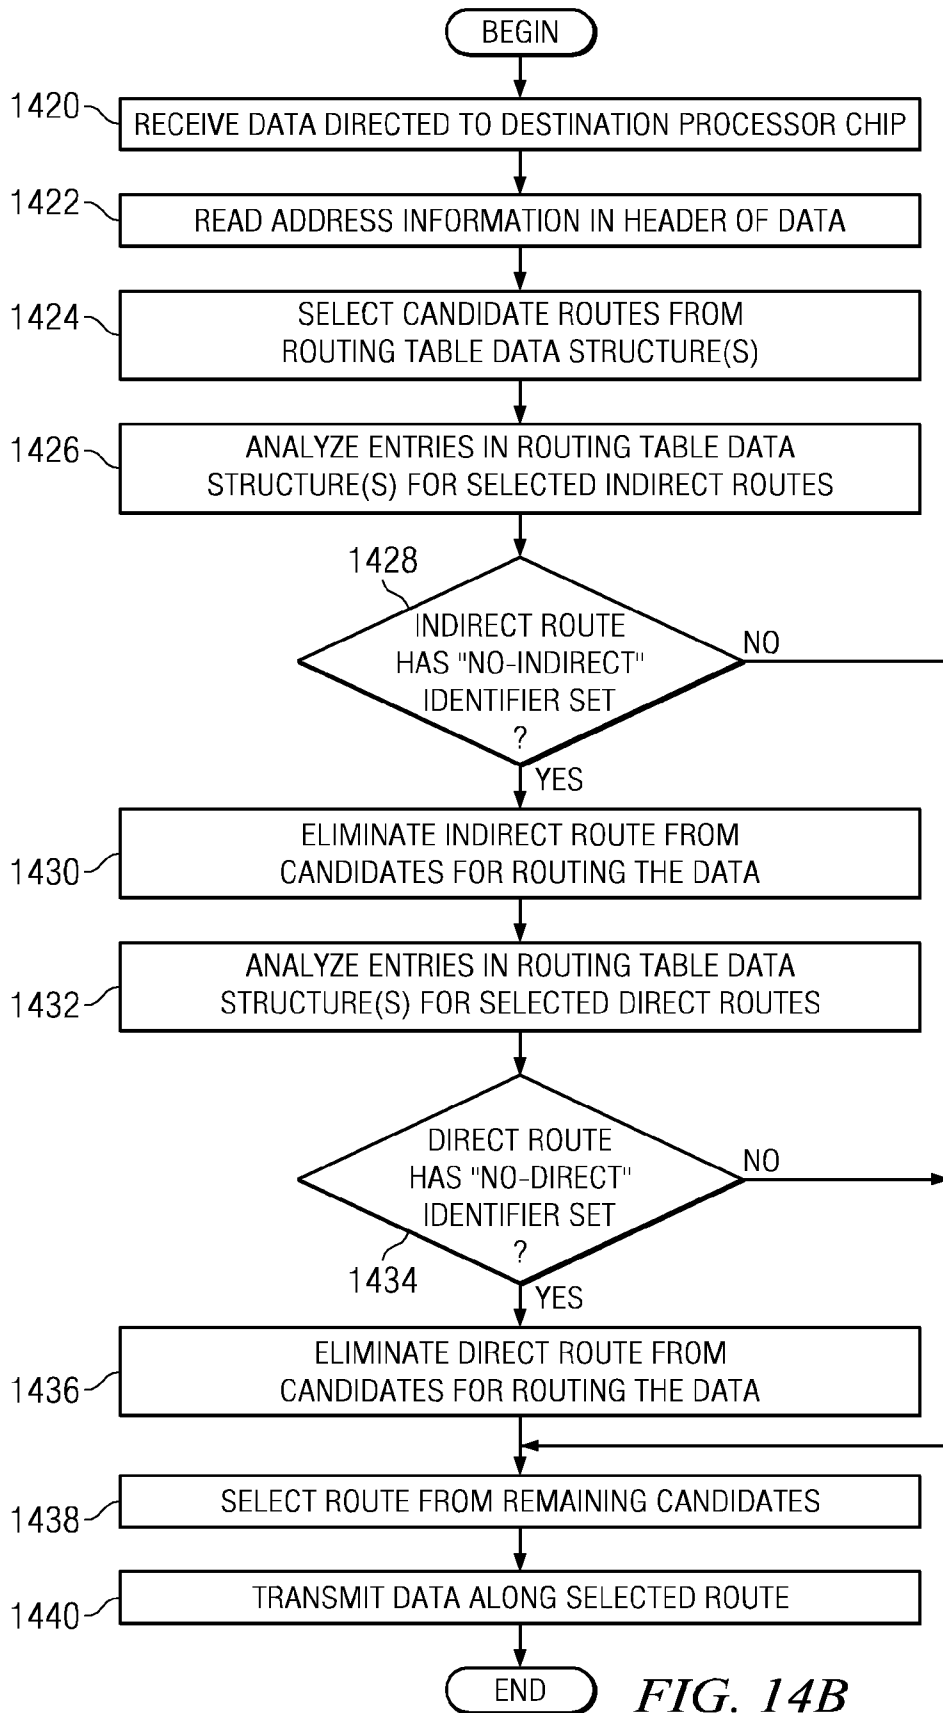 BEGIN
1420
RECEIVE DATA DIRECTED TO DESTINATION PROCESSOR CHIP
1422
READ ADDRESS INFORMATION IN HEADER OF DATA
1424
SELECT CANDIDATE ROUTES FROM
ROUTING TABLE DATA STRUCTURE(S)
1426
ANALYZE ENTRIES IN ROUTING TABLE DATA
STRUCTURE(S) FOR SELECTED INDIRECT ROUTES
1428
INDIRECT ROUTE
HAS "NO-INDIRECT"
IDENTIFIER SET
?
NO
YES
1430
ELIMINATE INDIRECT ROUTE FROM
CANDIDATES FOR ROUTING THE DATA
1432
ANALYZE ENTRIES IN ROUTING TABLE DATA
STRUCTURE(S) FOR SELECTED DIRECT ROUTES
DIRECT ROUTE
HAS "NO-DIRECT"
IDENTIFIER SET
?
NO
1434
YES
1436
ELIMINATE DIRECT ROUTE FROM
CANDIDATES FOR ROUTING THE DATA
1438
SELECT ROUTE FROM REMAINING CANDIDATES
1440
TRANSMIT DATA ALONG SELECTED ROUTE
END
FIG. 14B